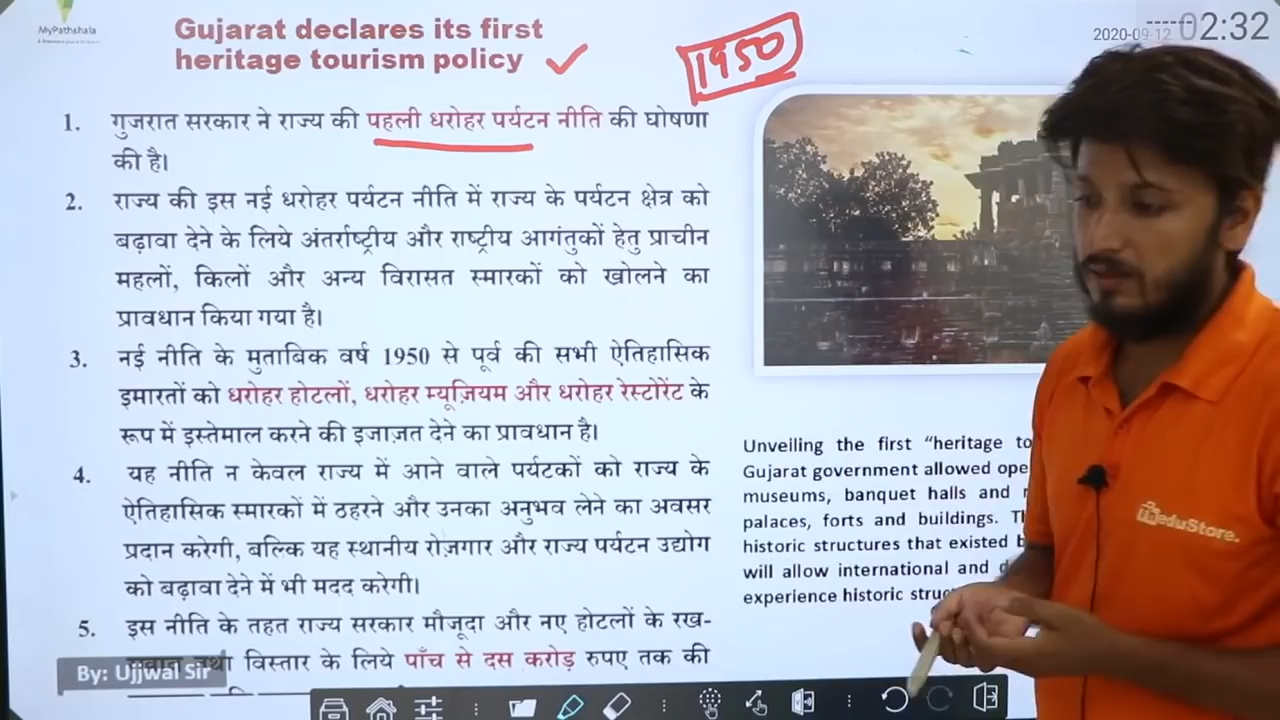 MyPathshala
Gujarat declares its first
heritage tourism policy
1950
2020-09-12 02:32
1. गुजरात सरकार ने राज्य की पहली धरोहर पर्यटन नीति की घोषणा
की है।
2. राज्य की इस नई धरोहर पर्यटन नीति में राज्य के पर्यटन क्षेत्र को
बढ़ावा देने के लिये अंतर्राष्ट्रीय और राष्ट्रीय आगंतुकों हेतु प्राचीन
महलों, किलों और अन्य विरासत स्मारकों को खोलने का
प्रावधान किया गया है।
3. नई नीति के मुताबिक वर्ष 1950 से पूर्व की सभी ऐतिहासिक
इमारतों को धरोहर होटलों, धरोहर म्यूज़ियम और धरोहर रेस्टोरेंट के
रूप में इस्तेमाल करने की इजाज़त देने का प्रावधान है।
4. यह नीति न केवल राज्य में आने वाले पर्यटकों को राज्य के
ऐतिहासिक स्मारकों में ठहरने और उनका अनुभव लेने का अवसर
प्रदान करेगी, बल्कि यह स्थानीय रोज़गार और राज्य पर्यटन उद्योग
को बढ़ावा देने में भी मदद करेगी।
5. इस नीति के तहत राज्य सरकार मौजूदा और नए होटलों के रख-
तथा विस्तार के लिये पाँच से दस करोड़ रुपए तक की
By: Ujjwal Sir
Unveiling the first “heritage to
Gujarat government allowed ope
museums, banquet halls and
palaces, forts and buildings.
historic structures that existed
will allow international and
experience historic
eduStore.